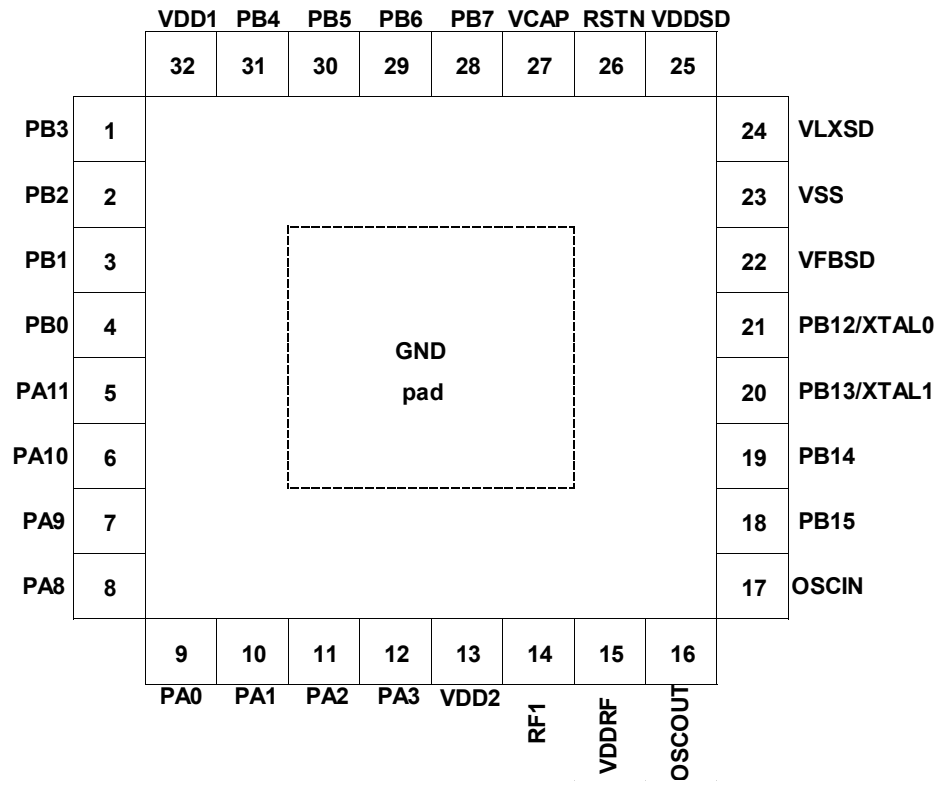 VDD1 PB4 PB5 PB6 PB7 VCAP RSTN VDDSD
32 31 30 29 28 27 26 25
PB3 1 24 VLXSD
PB2 2 23 VSS
PB1 3 22 VFBSD
PB0 4 21 PB12/XTAL0
GND
PA11 5 pad 20 PB13/XTAL1
PA10 6 19 PB14
PA9 7 18 PB15
PA8 8 17 OSCIN
9 10 11 12 13 14 15 16
PA0 PA1 PA2 PA3 VDD2 RF1 VDDRF OSCOUT